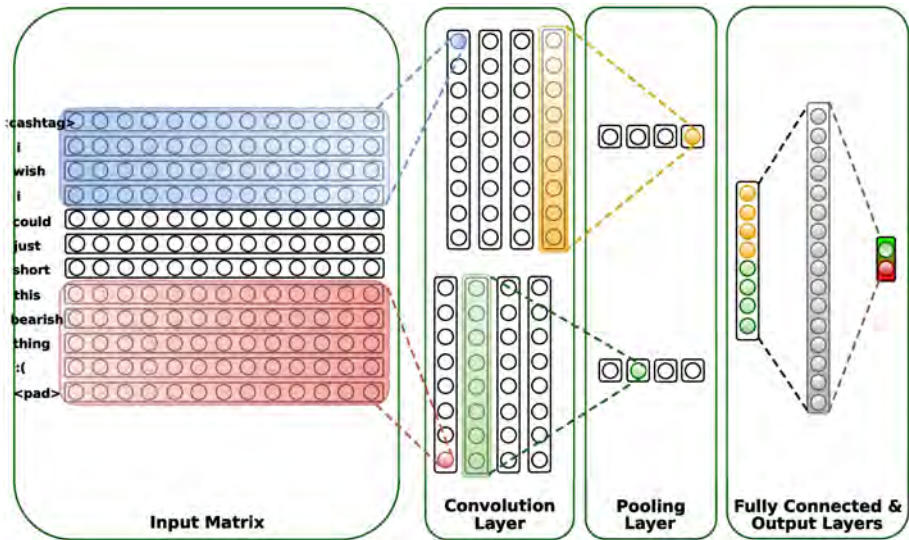 <cashtag>
i
wish
i
could
just
short
this
bearish
thing
:(
<pad>
Input Matrix
Convolution
Layer
Pooling
Layer
Fully Connected &
Output Layers